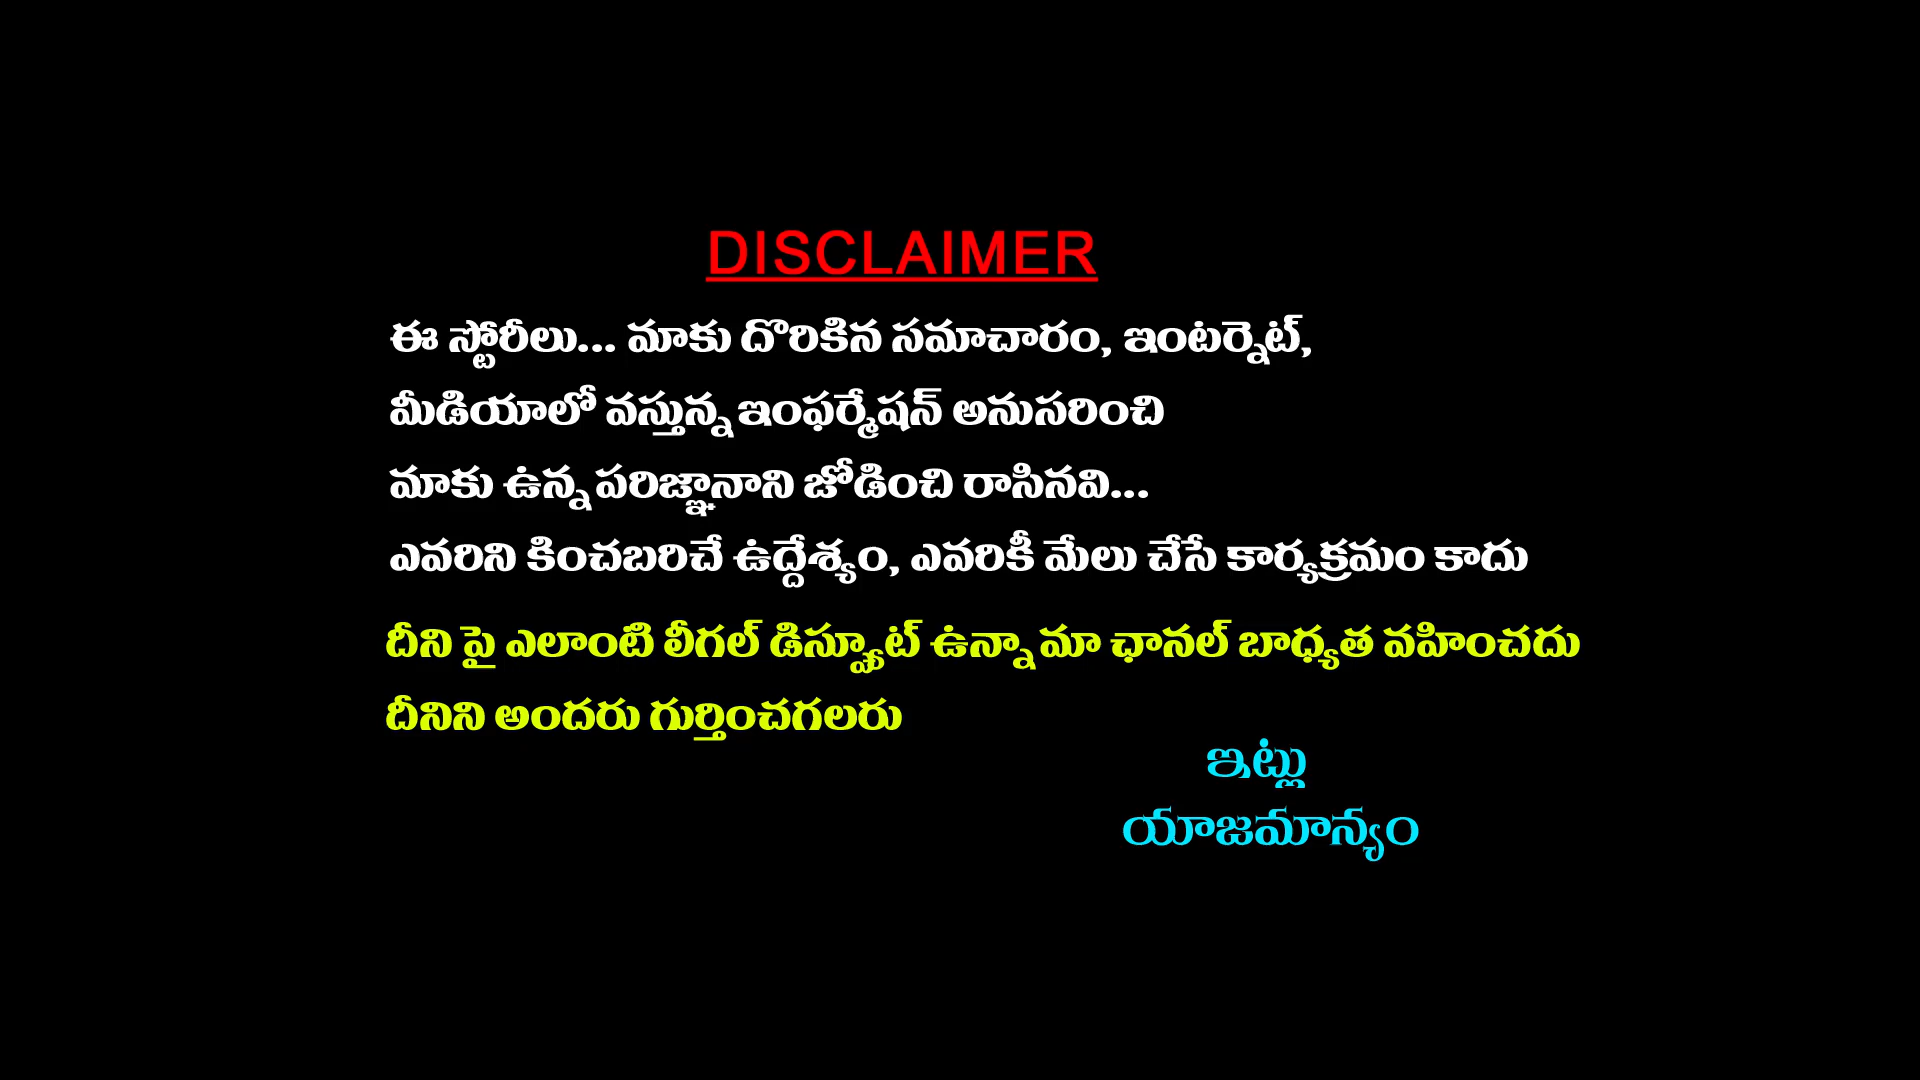 DISCLAIMER
ఈ స్టోరీలు... మాకు దొరికిన సమాచారం, ఇంటర్నెట్,
మీడియాలో వస్తున్న ఇంఫర్మేషన్ అనుసరించి
మాకు ఉన్న పరిజ్ఞానాని జోడించి రాసినవి...
ఎవరిని కించబరిచే ఉద్దేశ్యం, ఎవరికీ మేలు చేసే కార్యక్రమం కాదు
దీని పై ఎలాంటి లీగల్ డిస్ప్యూట్ ఉన్నా మా ఛానల్ బాధ్యత వహించదు
దీనిని అందరు గుర్తించగలరు
ఇట్లు
యాజమాన్యం